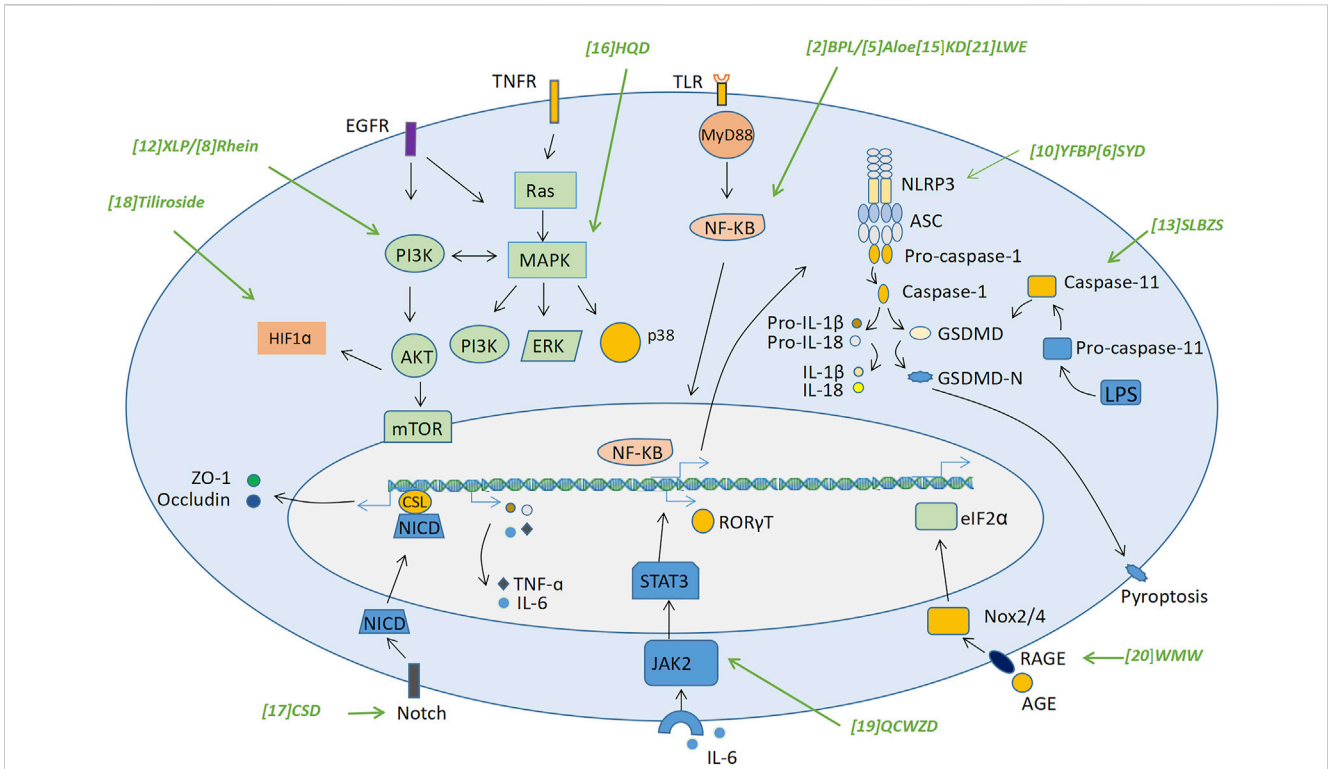 [16]HQD
[2]BPL/[5]Aloe[15]KD[21]LWE
TNFR
TLR
EGFR
MyD88
[12]XLP/[8]Rhein
[10]YFBP[6]SYD
NLRP3
Ras
[18]Tiliroside
ASC
NF-KB
[13]SLBZS
PI3K
MAPK
Pro-caspase-1
Caspase-11
Caspase-1
Pro-IL-1β
Pro-IL-18
GSDMD
HIF1α
AKT
PI3K
ERK
p38
Pro-caspase-11
IL-1β
IL-18
GSDMD-N
LPS
mTOR
NF-KB
ZO-1
Occludin
CSL
NICD
RORγT
eIF2α
STAT3
TNF-α
IL-6
Pyroptosis
NICD
Nox2/4
JAK2
RAGE
[20]WMW
AGE
[17]CSD
Notch
[19]QCWZD
IL-6